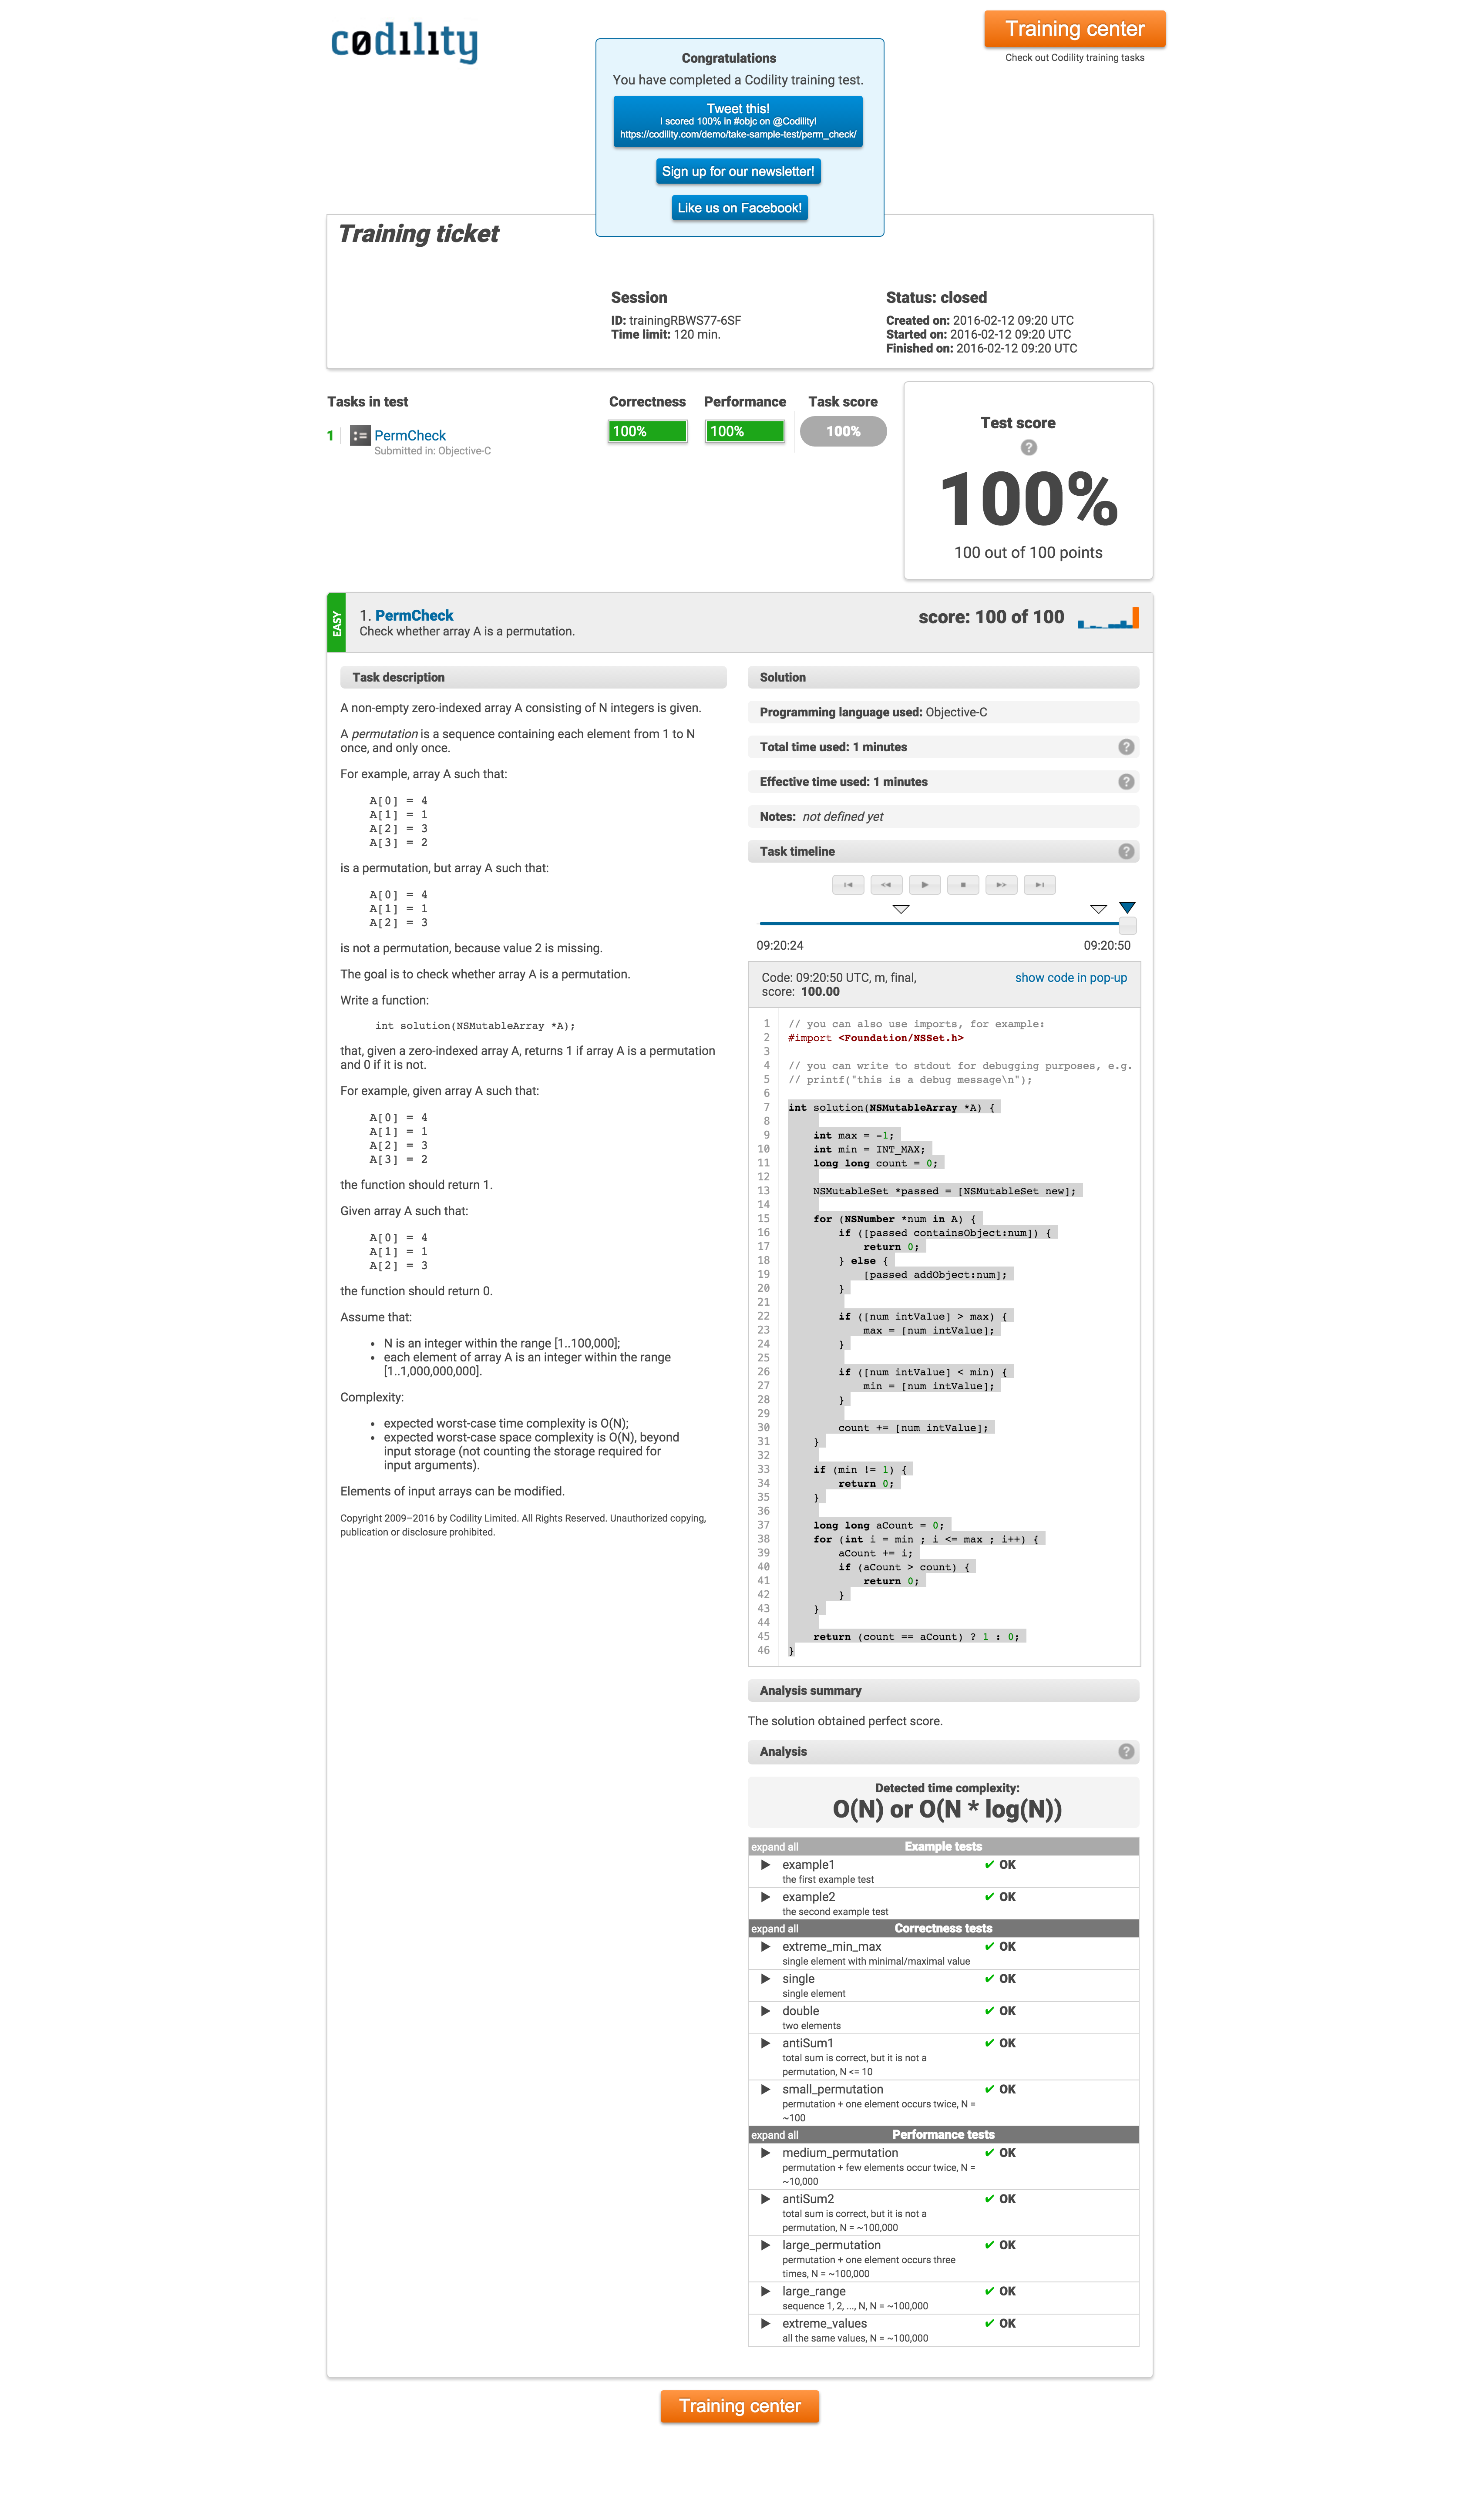 codility
Training center
Check out Codility training tasks
Congratulations
You have completed a Codility training test.
Tweet this!
I scored 100% in #objc on @Codility!
https://codility.com/demo/take-sample-test/perm_check/
Sign up for our newsletter!
Like us on Facebook!
Training ticket
Session
ID: trainingRBWS77-6SF
Time limit: 120 min.
Status: closed
Created on: 2016-02-12 09:20 UTC
Started on: 2016-02-12 09:20 UTC
Finished on: 2016-02-12 09:20 UTC
Tasks in test
Correctness
Performance
Task score
1
:=
PermCheck
Submitted in: Objective-C
100%
100%
100%
Test score
?
100%
100 out of 100 points
EASY
1. PermCheck
Check whether array A is a permutation.
score: 100 of 100
Task description
A non-empty zero-indexed array A consisting of N integers is given.
A permutation is a sequence containing each element from 1 to N
once, and only once.
For example, array A such that:
A[0] = 4
A[1] = 1
A[2] = 3
A[3] = 2
is a permutation, but array A such that:
A[0] = 4
A[1] = 1
A[2] = 3
is not a permutation, because value 2 is missing.
The goal is to check whether array A is a permutation.
Write a function:
int solution(NSMutableArray *A);
that, given a zero-indexed array A, returns 1 if array A is a permutation
and 0 if it is not.
For example, given array A such that:
A[0] = 4
A[1] = 1
A[2] = 3
A[3] = 2
the function should return 1.
Given array A such that:
A[0] = 4
A[1] = 1
A[2] = 3
the function should return 0.
Assume that:
• N is an integer within the range [1..100,000];
• each element of array A is an integer within the range
[1..1,000,000,000].
Complexity:
• expected worst-case time complexity is O(N);
• expected worst-case space complexity is O(N), beyond
input storage (not counting the storage required for
input arguments).
Elements of input arrays can be modified.
Copyright 2009–2016 by Codility Limited. All Rights Reserved. Unauthorized copying,
publication or disclosure prohibited.
Solution
Programming language used: Objective-C
Total time used: 1 minutes ?
Effective time used: 1 minutes ?
Notes: not defined yet
Task timeline ?
09:20:24
09:20:50
Code: 09:20:50 UTC, m, final,
score: 100.00
show code in pop-up
1 // you can also use imports, for example:
2 #import <Foundation/NSSet.h>
3
4 // you can write to stdout for debugging purposes, e.g.
5 // printf("this is a debug message\n");
6
7 int solution(NSMutableArray *A) {
8
9 int max = -1;
10 int min = INT_MAX;
11 long long count = 0;
12
13 NSMutableSet *passed = [NSMutableSet new];
14
15 for (NSNumber *num in A) {
16 if ([passed containsObject:num]) {
17 return 0;
18 } else {
19 [passed addObject:num];
20 }
21
22 if ([num intValue] > max) {
23 max = [num intValue];
24 }
25
26 if ([num intValue] < min) {
27 min = [num intValue];
28 }
29
30 count += [num intValue];
31 }
32
33 if (min != 1) {
34 return 0;
35 }
36
37 long long aCount = 0;
38 for (int i = min ; i <= max ; i++) {
39 aCount += i;
40 if (aCount > count) {
41 return 0;
42 }
43 }
44
45 return (count == aCount) ? 1 : 0;
46 }
Analysis summary
The solution obtained perfect score.
Analysis ?
Detected time complexity:
O(N) or O(N * log(N))
expand all Example tests
example1 ✔ OK
the first example test
example2 ✔ OK
the second example test
expand all Correctness tests
extreme_min_max ✔ OK
single element with minimal/maximal value
single ✔ OK
single element
double ✔ OK
two elements
antiSum1 ✔ OK
total sum is correct, but it is not a
permutation, N <= 10
small_permutation ✔ OK
permutation + one element occurs twice, N =
~100
expand all Performance tests
medium_permutation ✔ OK
permutation + few elements occur twice, N =
~10,000
antiSum2 ✔ OK
total sum is correct, but it is not a
permutation, N = ~100,000
large_permutation ✔ OK
permutation + one element occurs three
times, N = ~100,000
large_range ✔ OK
sequence 1, 2, ..., N, N = ~100,000
extreme_values ✔ OK
all the same values, N = ~100,000
Training center